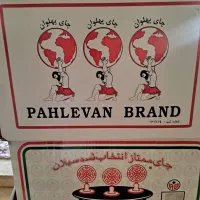 چای پهلوان چای پهلوان چای پهلوان
PAHLEVAN BRAND
چای ممتاز انتخاب شده سیلان